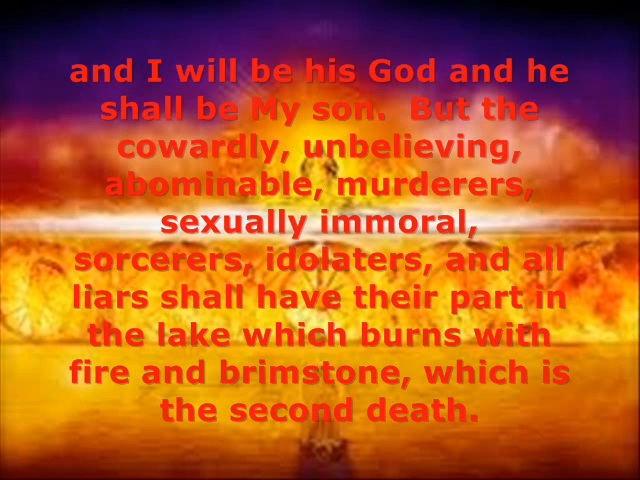 and I will be his God and he
shall be My son.  But the
cowardly, unbelieving,
abominable, murderers,
sexually immoral,
sorcerers, idolaters, and all
liars shall have their part in
the lake which burns with
fire and brimstone, which is
the second death.